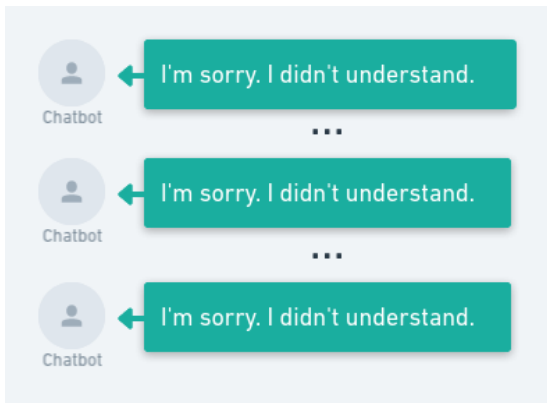 I'm sorry. I didn't understand.
Chatbot
...
I'm sorry. I didn't understand.
Chatbot
...
I'm sorry. I didn't understand.
Chatbot